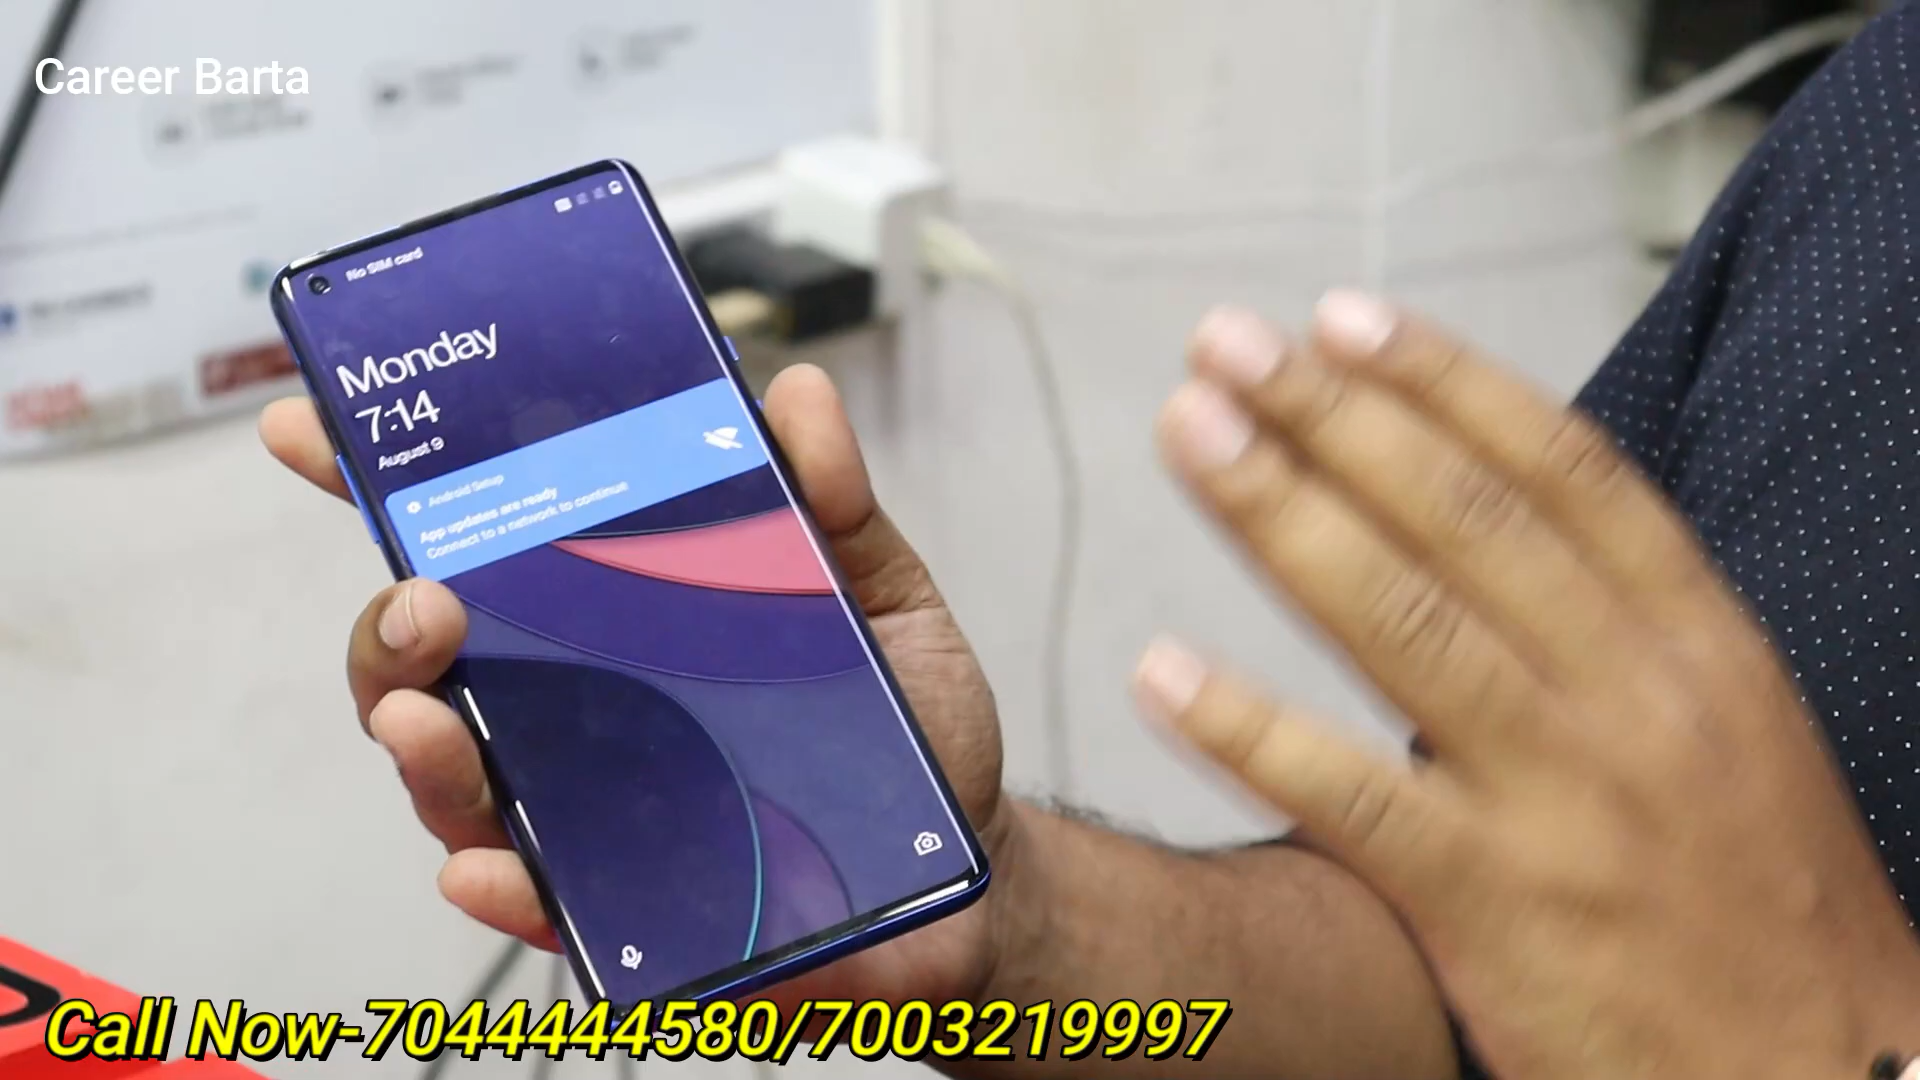 Career Barta
No SIM card
Monday
7:14
August 9
Android Setup
App updates are ready
Connect to a network to continue
Call Now-7044444580/7003219997